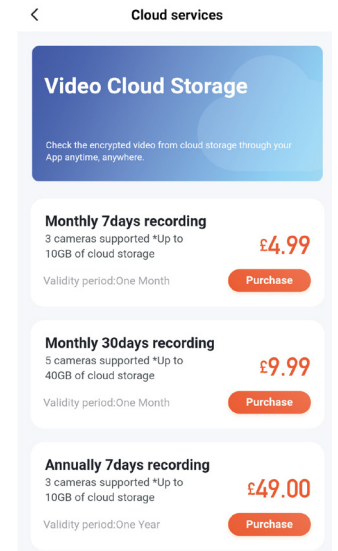 Cloud services
Video Cloud Storage
Check the encrypted video from cloud storage through your
App anytime, anywhere.
Monthly 7days recording
3 cameras supported *Up to
10GB of cloud storage
£4.99
Validity period:One Month
Purchase
Monthly 30days recording
5 cameras supported *Up to
40GB of cloud storage
£9.99
Validity period:One Month
Purchase
Annually 7days recording
3 cameras supported *Up to
10GB of cloud storage
£49.00
Validity period:One Year
Purchase